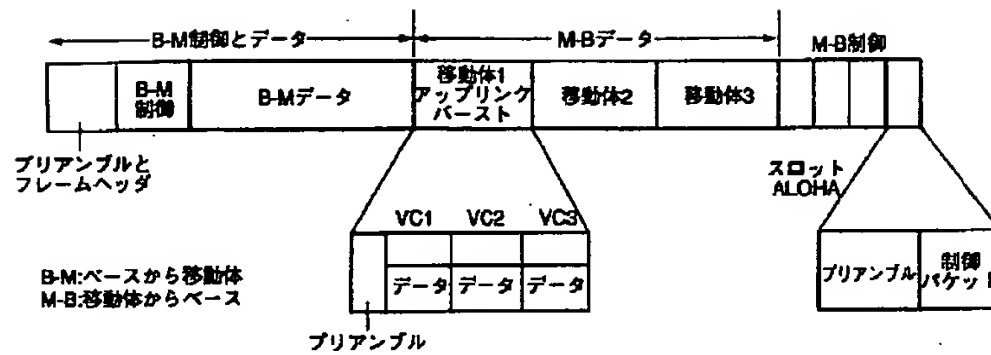 B-M制御とデータ
M-Bデータ
M-B制御
B-M
制御
B-Mデータ
移動体1
アップリンク
バースト
移動体2
移動体3
プリアンブルと
フレームヘッダ
スロット
ALOHA
VC1 VC2 VC3
データ データ データ
プリアンブル
B-M:ベースから移動体
M-B:移動体からベース
プリアンブル
制御
パケット